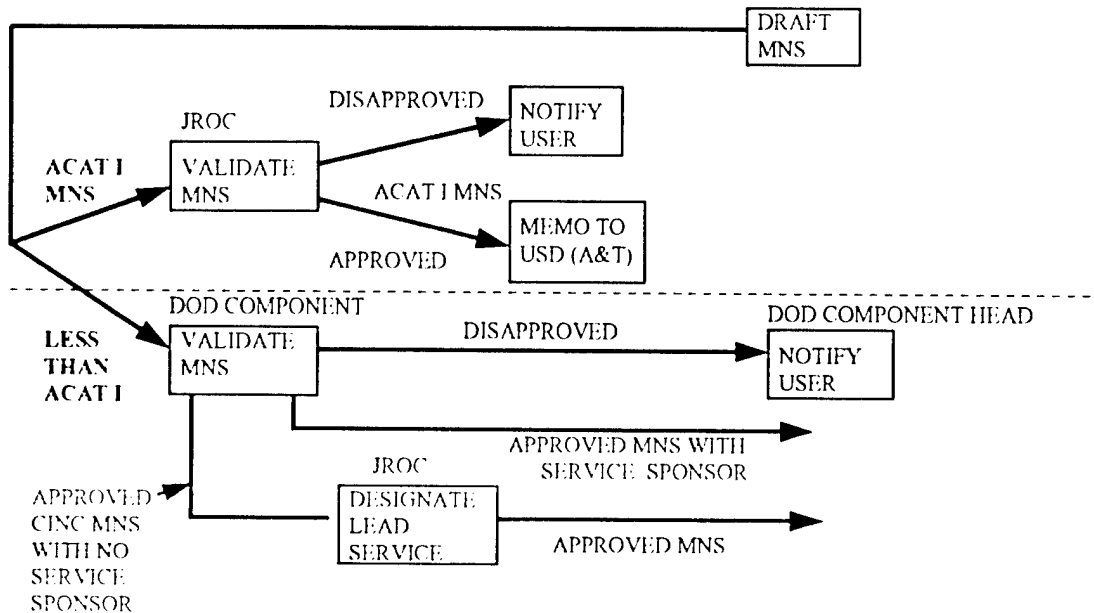 DRAFT
MNS
DISAPPROVED
NOTIFY
USER
JROC
ACAT I
MNS
VALIDATE
MNS
ACAT I MNS
MEMO TO
USD (A&T)
APPROVED
DOD COMPONENT
DOD COMPONENT HEAD
LESS
THAN
ACAT I
VALIDATE
MNS
DISAPPROVED
NOTIFY
USER
APPROVED MNS WITH
SERVICE SPONSOR
JROC
APPROVED
CINC MNS
WITH NO
SERVICE
SPONSOR
DESIGNATE
LEAD
SERVICE
APPROVED MNS